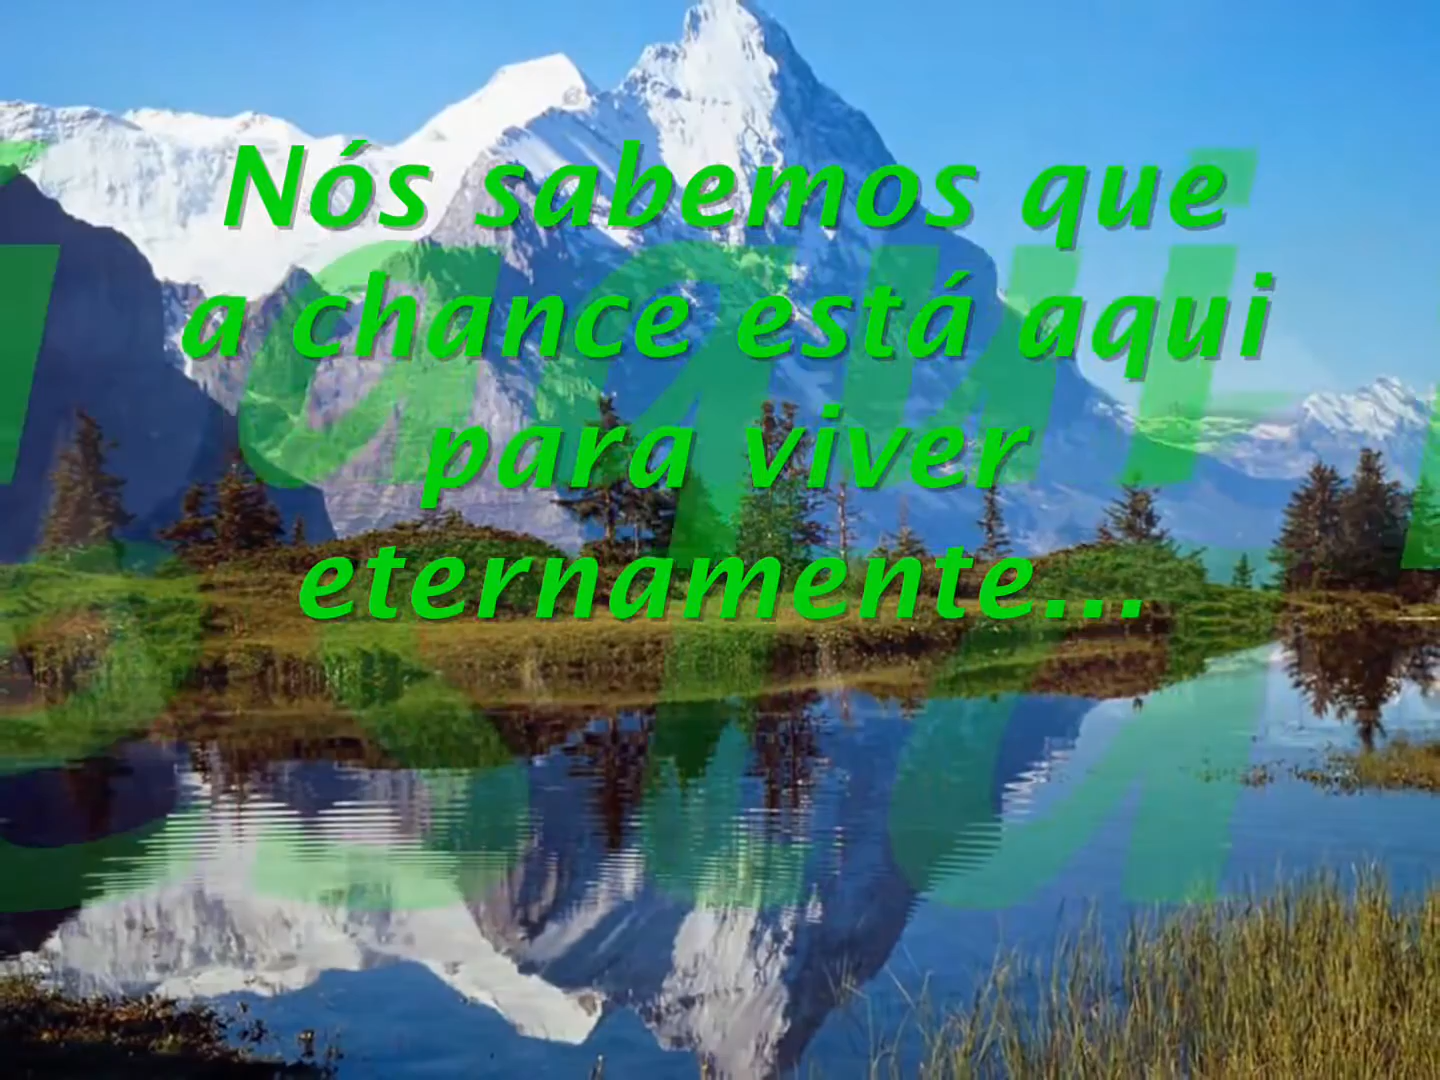 Nós sabemos que
a chance está aqui
para viver
eternamente...